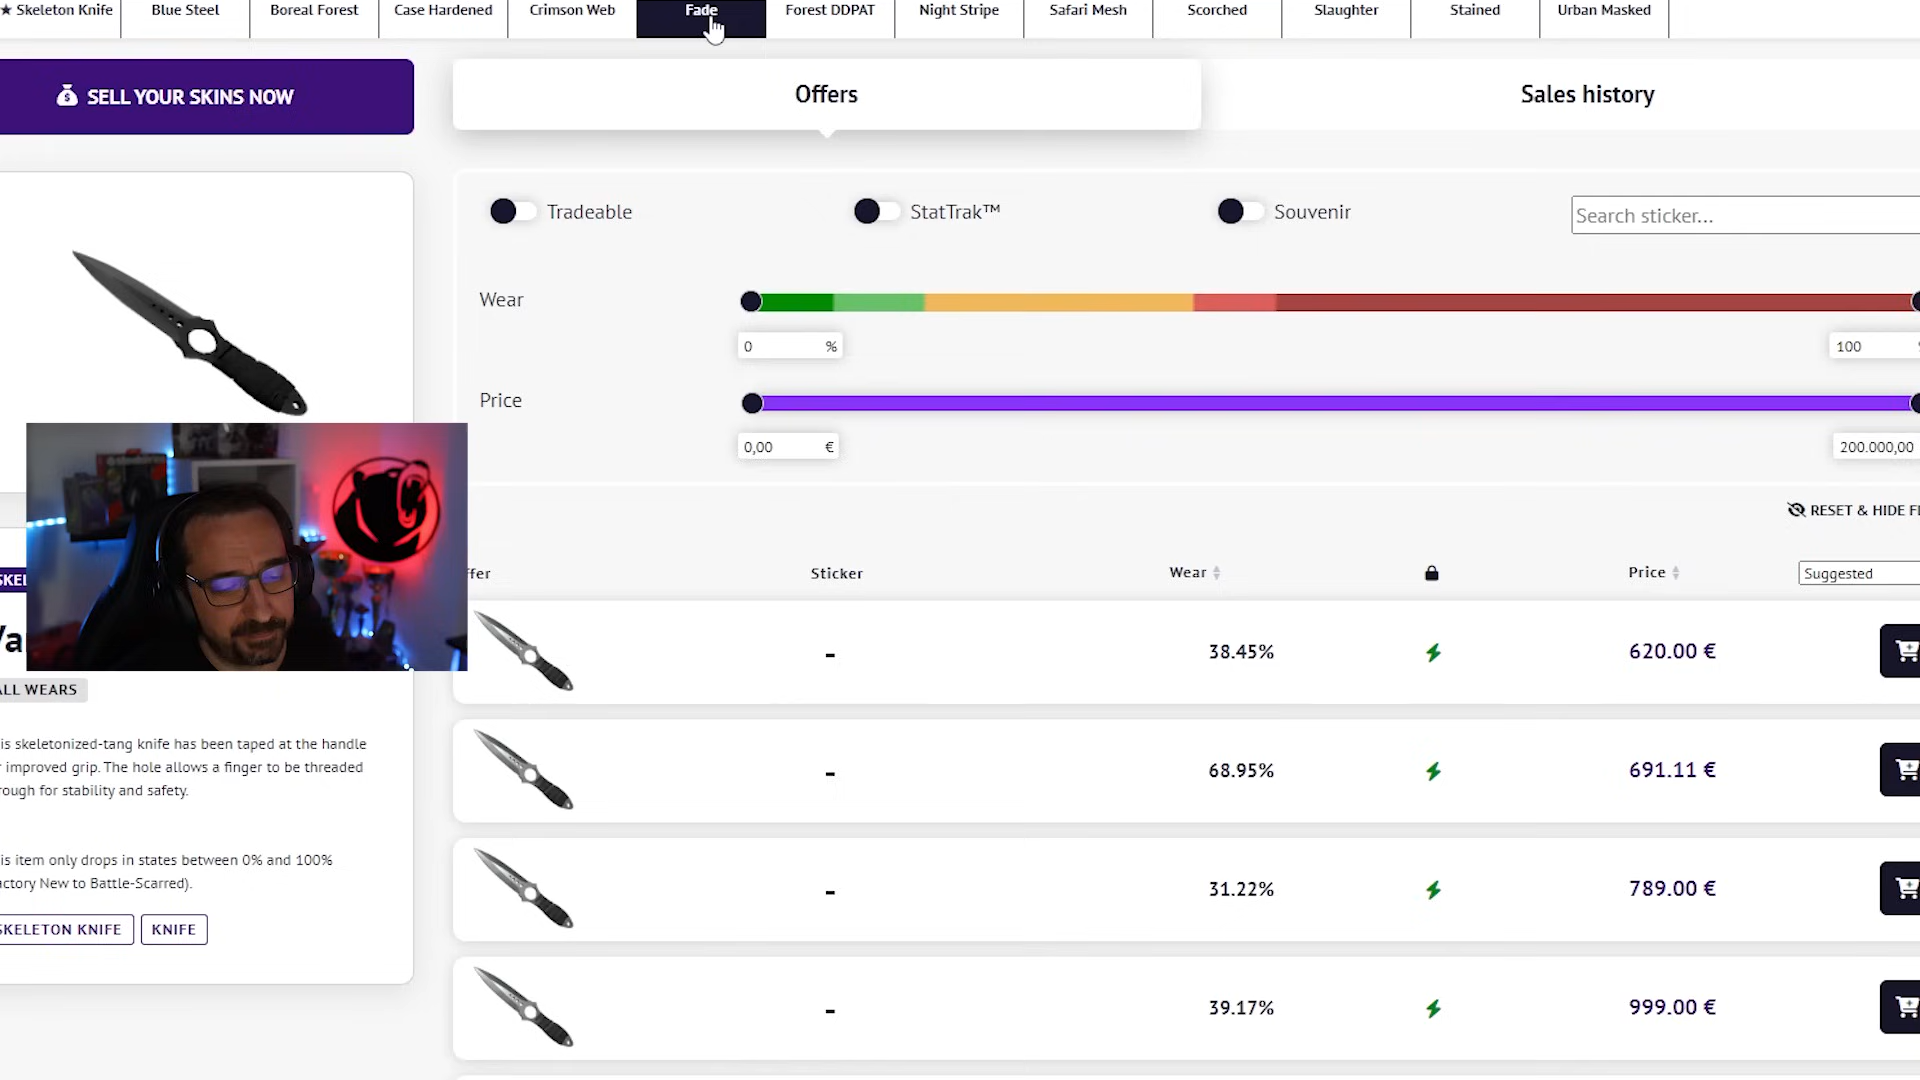 ★ Skeleton Knife
Blue Steel
Boreal Forest
Case Hardened
Crimson Web
Fade
Forest DDPAT
Night Stripe
Safari Mesh
Scorched
Slaughter
Stained
Urban Masked
SELL YOUR SKINS NOW
Offers
Sales history
Tradeable
StatTrak™
Souvenir
Search sticker...
Wear
0 %
100
Price
0,00 €
200.000,00
RESET & HIDE
Sticker
Wear
Price
Suggested
38.45%
620.00 €
68.95%
691.11 €
31.22%
789.00 €
39.17%
999.00 €
ALL WEARS
is skeletonized-tang knife has been taped at the handle
improved grip. The hole allows a finger to be threaded
rough for stability and safety.
is item only drops in states between 0% and 100%
actory New to Battle-Scarred).
SKELETON KNIFE
KNIFE